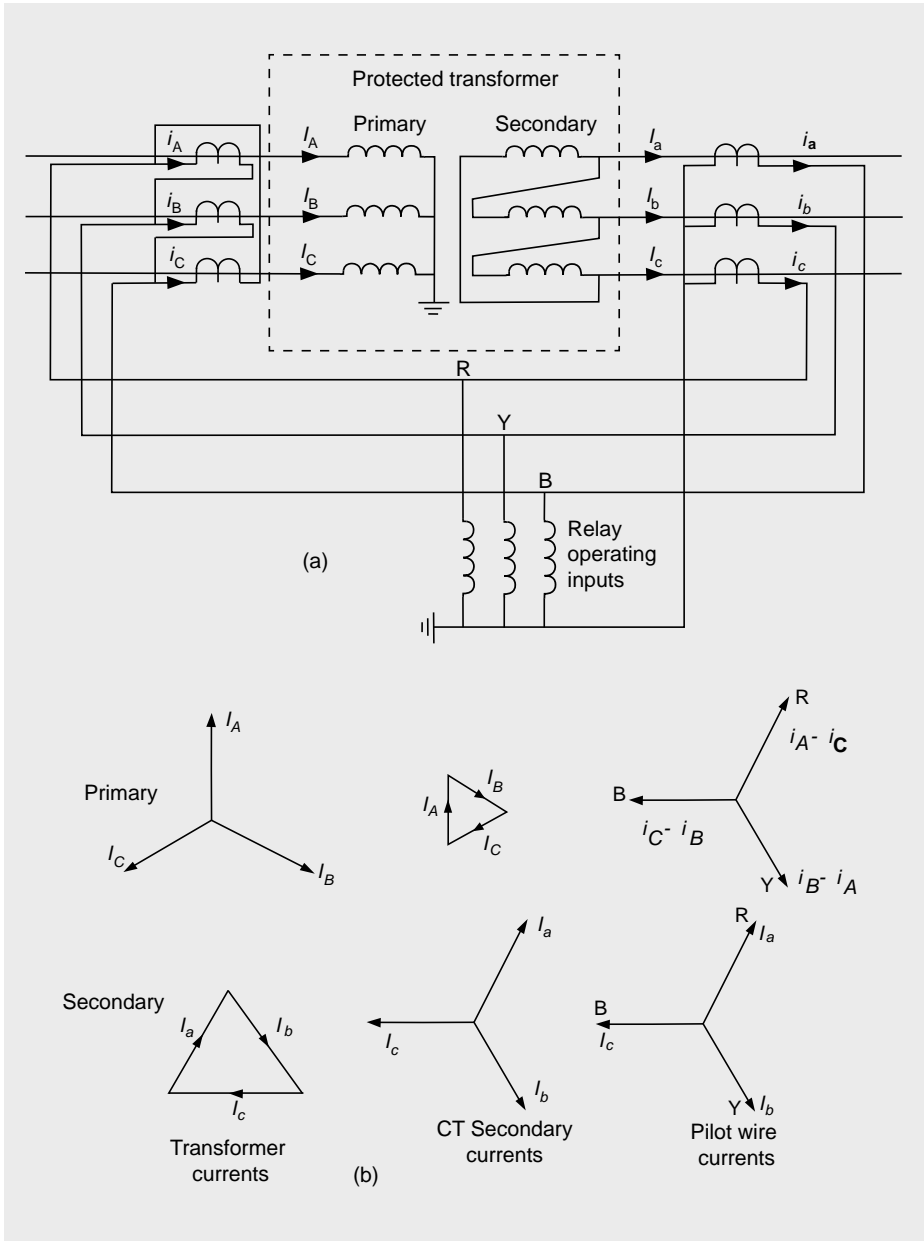 Protected transformer
Primary Secondary
i_A I_A I_a i_a
i_B I_B I_b i_b
i_C I_C I_c i_c
R
Y
B
Relay
operating
inputs
(a)
I_A
Primary
I_C I_B
I_A I_B
I_C
R
i_A- i_C
B
i_C- i_B
Y i_B- i_A
Secondary
I_a I_b
I_c
Transformer
currents
I_a
I_c
I_b
CT Secondary
currents
R I_a
B
I_c
Y I_b
Pilot wire
currents
(b)